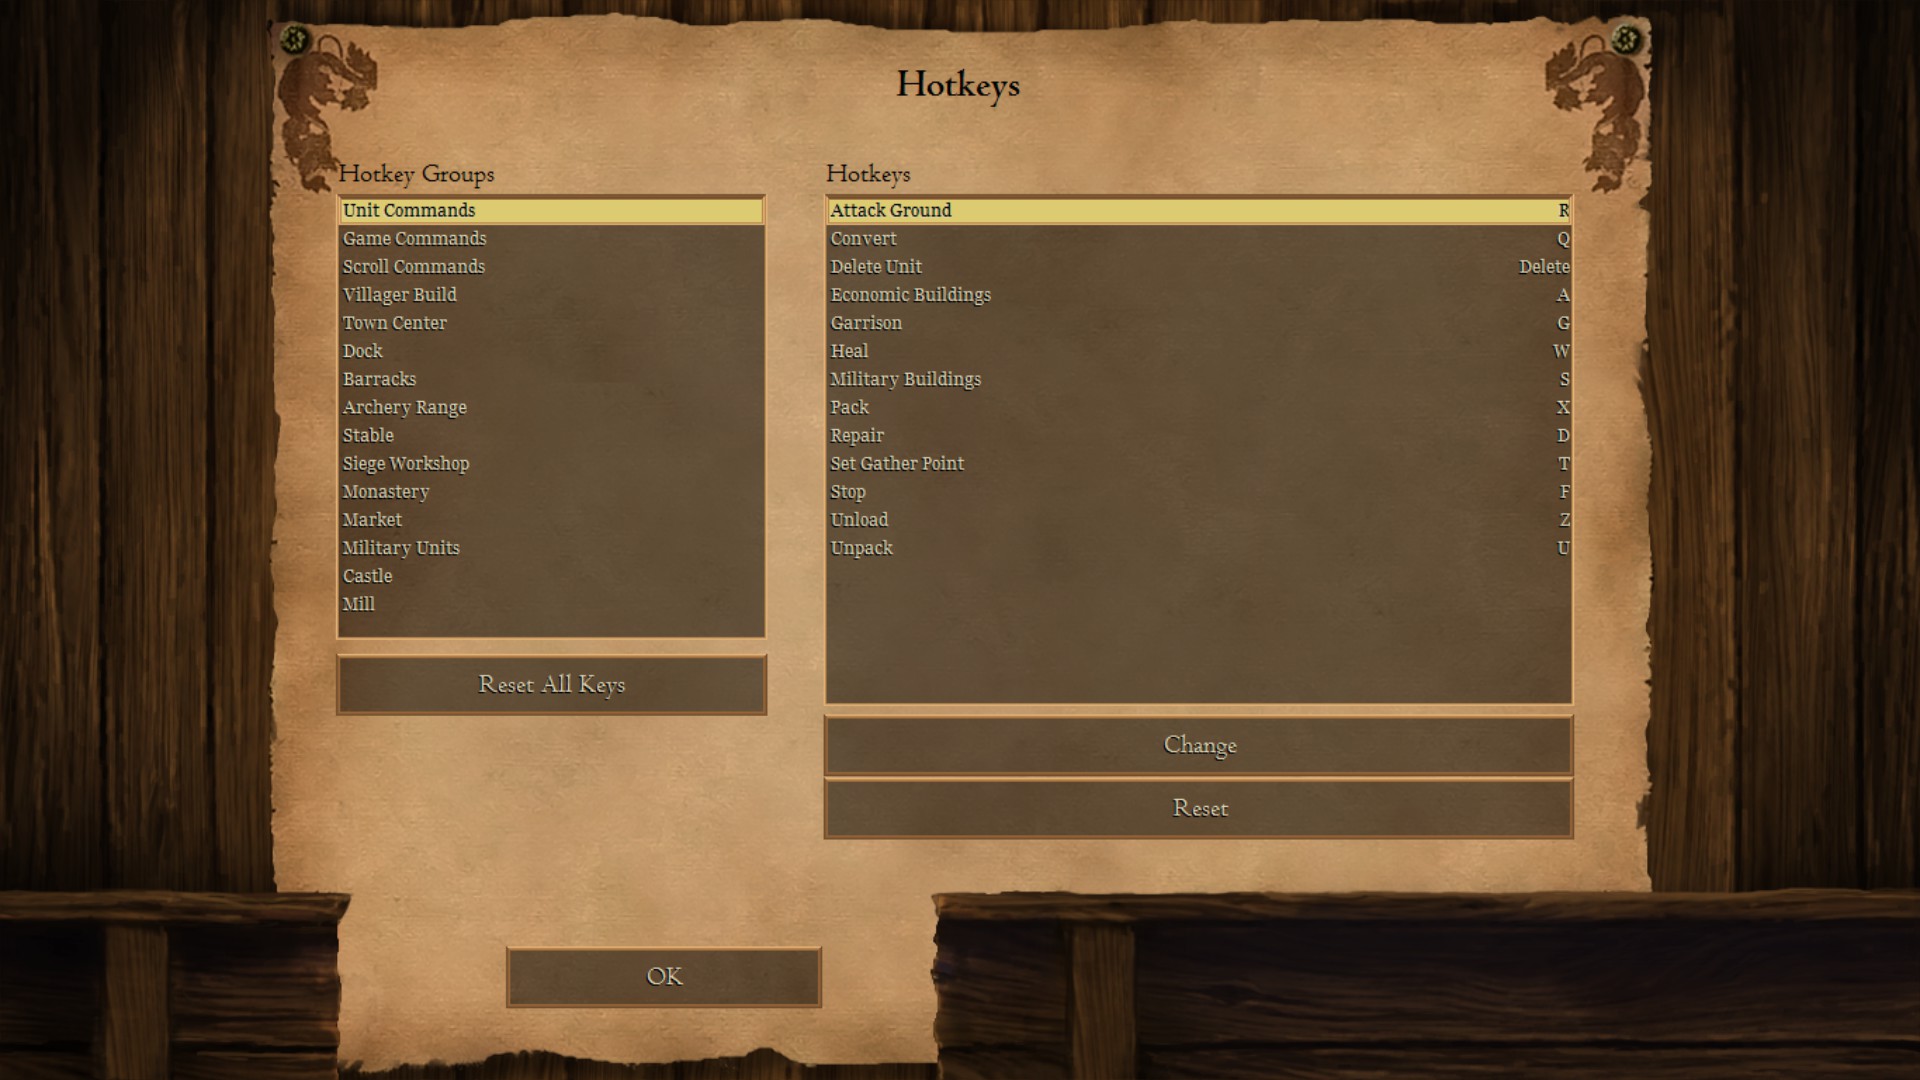 Hotkeys
Hotkey Groups
Unit Commands
Game Commands
Scroll Commands
Villager Build
Town Center
Dock
Barracks
Archery Range
Stable
Siege Workshop
Monastery
Market
Military Units
Castle
Mill
Reset All Keys
Hotkeys
Attack Ground R
Convert Q
Delete Unit Delete
Economic Buildings A
Garrison G
Heal W
Military Buildings S
Pack X
Repair D
Set Gather Point T
Stop F
Unload Z
Unpack U
Change
Reset
OK